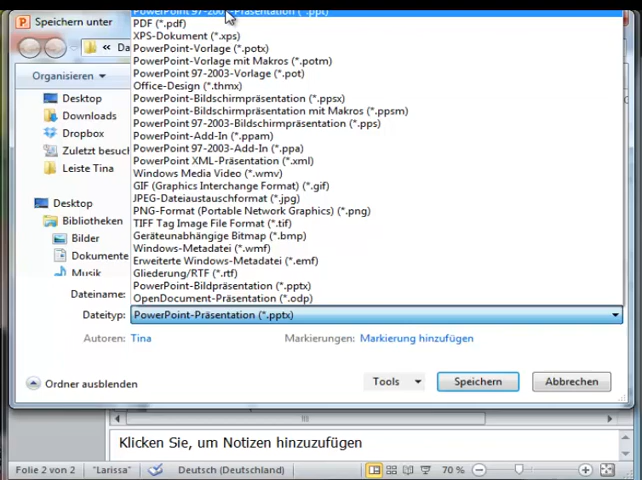 Speichern unter
PowerPoint 97-2003-Präsentation (*.ppt)
PDF (*.pdf)
XPS-Dokument (*.xps)
PowerPoint-Vorlage (*.potx)
PowerPoint-Vorlage mit Makros (*.potm)
PowerPoint 97-2003-Vorlage (*.pot)
Office-Design (*.thmx)
PowerPoint-Bildschirmpräsentation (*.ppsx)
PowerPoint-Bildschirmpräsentation mit Makros (*.ppsm)
PowerPoint 97-2003-Bildschirmpräsentation (*.pps)
PowerPoint-Add-In (*.ppam)
PowerPoint 97-2003-Add-In (*.ppa)
PowerPoint XML-Präsentation (*.xml)
Windows Media Video (*.wmv)
GIF (Graphics Interchange Format) (*.gif)
JPEG-Dateiaustauschformat (*.jpg)
PNG-Format (Portable Network Graphics) (*.png)
TIFF Tag Image File Format (*.tif)
Geräteunabhängige Bitmap (*.bmp)
Windows-Metadatei (*.wmf)
Erweiterte Windows-Metadatei (*.emf)
Gliederung/RTF (*.rtf)
PowerPoint-Bildpräsentation (*.pptx)
OpenDocument-Präsentation (*.odp)
« Da
Organisieren
Desktop
Downloads
Dropbox
Zuletzt besuc
Leiste Tina
Desktop
Bibliotheken
Bilder
Dokumente
Musik
Dateiname:
Dateityp: PowerPoint-Präsentation (*.pptx)
Autoren: Tina Markierungen: Markierung hinzufügen
Ordner ausblenden Tools Speichern Abbrechen
Klicken Sie, um Notizen hinzuzufügen
Folie 2 von 2 "Larissa" Deutsch (Deutschland) 70 %